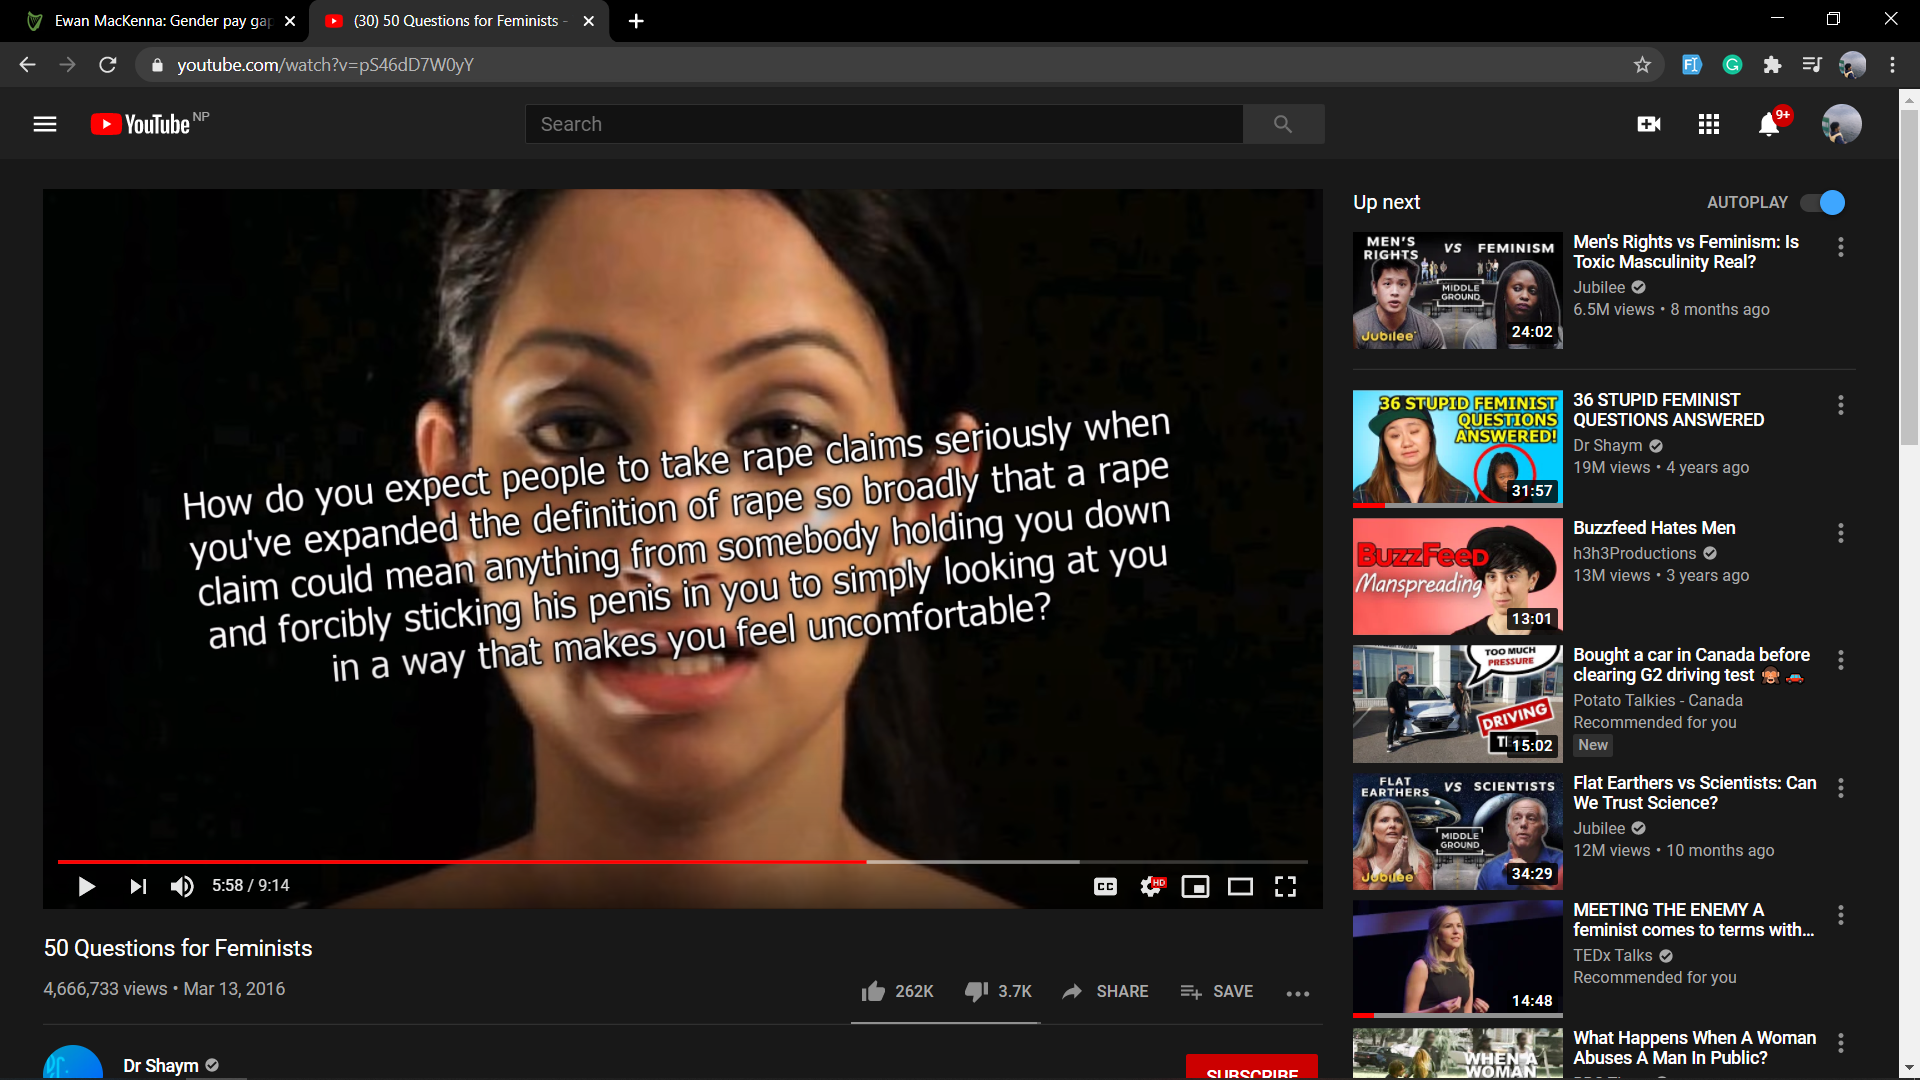 Ewan MacKenna: Gender pay gap
(30) 50 Questions for Feminists -
youtube.com/watch?v=pS46dD7W0yY
YouTube NP
Search
9+
How do you expect people to take rape claims seriously when
you've expanded the definition of rape so broadly that a rape
claim could mean anything from somebody holding you down
and forcibly sticking his penis in you to simply looking at you
in a way that makes you feel uncomfortable?
5:58 / 9:14
CC
HD
50 Questions for Feminists
4,666,733 views • Mar 13, 2016
262K
3.7K
SHARE
SAVE
Dr Shaym
SUBSCRIBE
Up next
AUTOPLAY
MEN'S RIGHTS VS FEMINISM
MIDDLE GROUND
Jubilee
24:02
Men's Rights vs Feminism: Is
Toxic Masculinity Real?
Jubilee
6.5M views • 8 months ago
36 STUPID FEMINIST
QUESTIONS
ANSWERED!
31:57
36 STUPID FEMINIST
QUESTIONS ANSWERED
Dr Shaym
19M views • 4 years ago
BuzzFeed
Manspreading
13:01
Buzzfeed Hates Men
h3h3Productions
13M views • 3 years ago
TOO MUCH
PRESSURE
DRIVING
15:02
Bought a car in Canada before
clearing G2 driving test 🙈 🚗
Potato Talkies - Canada
Recommended for you
New
FLAT EARTHERS VS SCIENTISTS
MIDDLE GROUND
Jubilee
34:29
Flat Earthers vs Scientists: Can
We Trust Science?
Jubilee
12M views • 10 months ago
14:48
MEETING THE ENEMY A
feminist comes to terms with...
TEDx Talks
Recommended for you
WHEN A
WOMAN
What Happens When A Woman
Abuses A Man In Public?